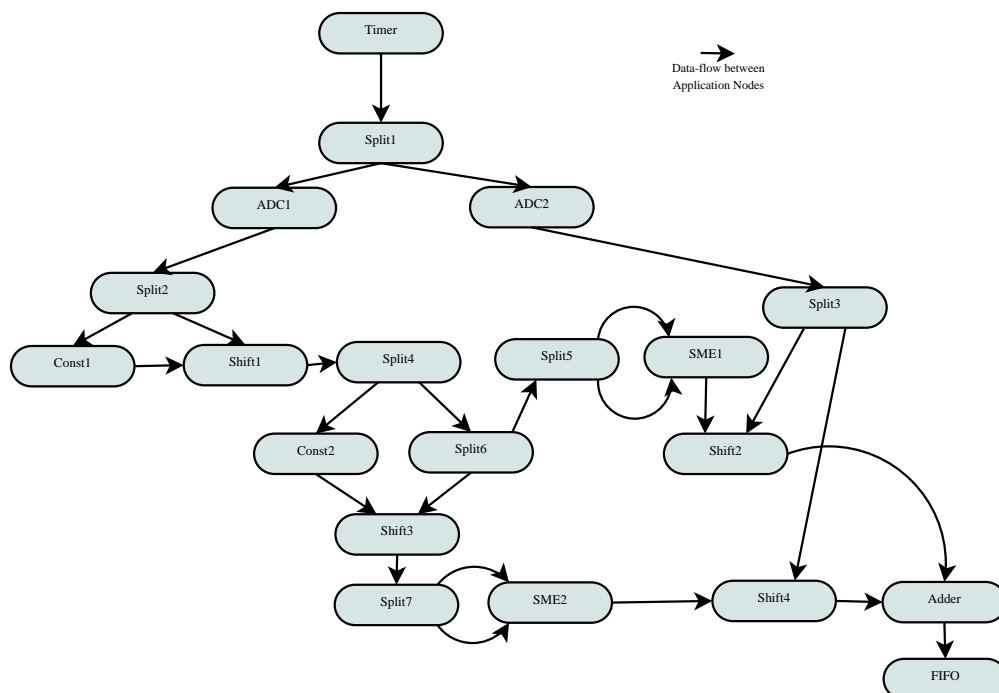 Timer
Data-flow between
Application Nodes
Split1
ADC1
ADC2
Split2
Split3
Const1
Shift1
Split4
Split5
SME1
Const2
Split6
Shift2
Shift3
Split7
SME2
Shift4
Adder
FIFO